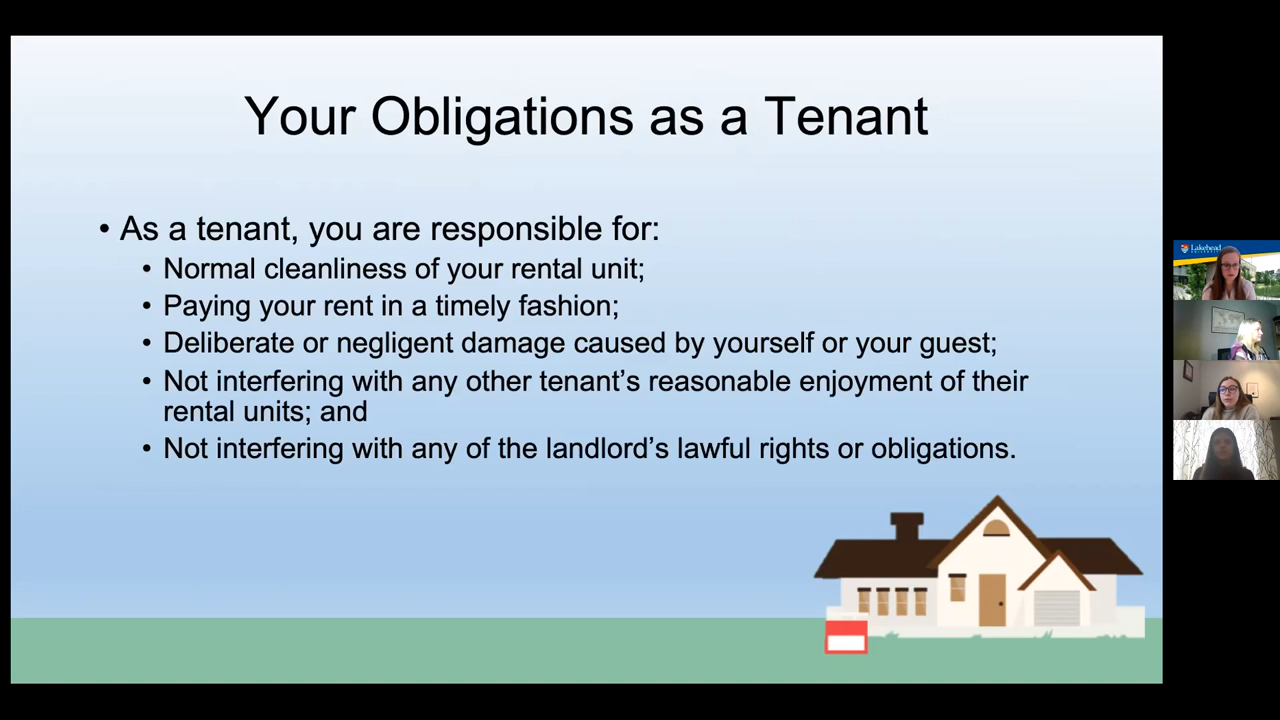 Your Obligations as a Tenant
• As a tenant, you are responsible for:
• Normal cleanliness of your rental unit;
• Paying your rent in a timely fashion;
• Deliberate or negligent damage caused by yourself or your guest;
• Not interfering with any other tenant’s reasonable enjoyment of their
rental units; and
• Not interfering with any of the landlord’s lawful rights or obligations.
Lakehead
UNIVERSITY